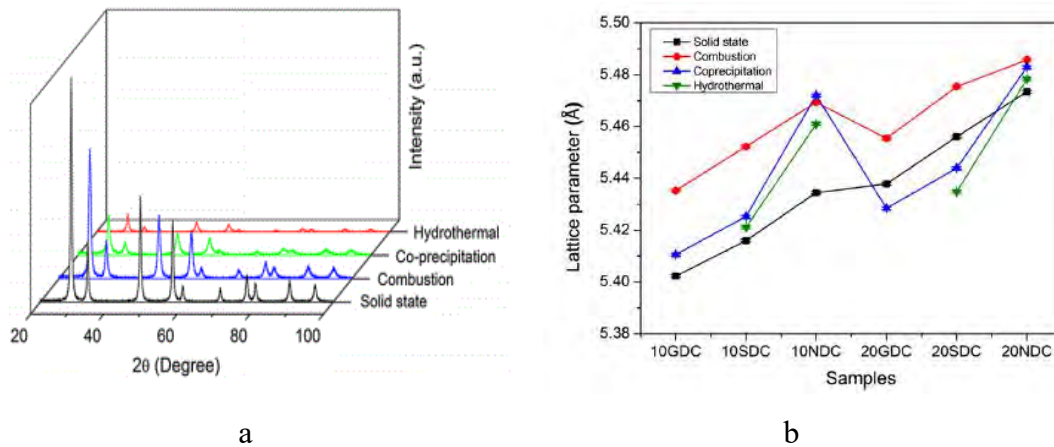 Intensity (a.u.)
Hydrothermal
Co-precipitation
Combustion
Solid state
20
40
60
80
100
2θ (Degree)
a
5.50
5.48
5.46
5.44
5.42
5.40
5.38
Lattice parameter (Å)
Solid state
Combustion
Coprecipitation
Hydrothermal
10GDC 10SDC 10NDC 20GDC 20SDC 20NDC
Samples
b